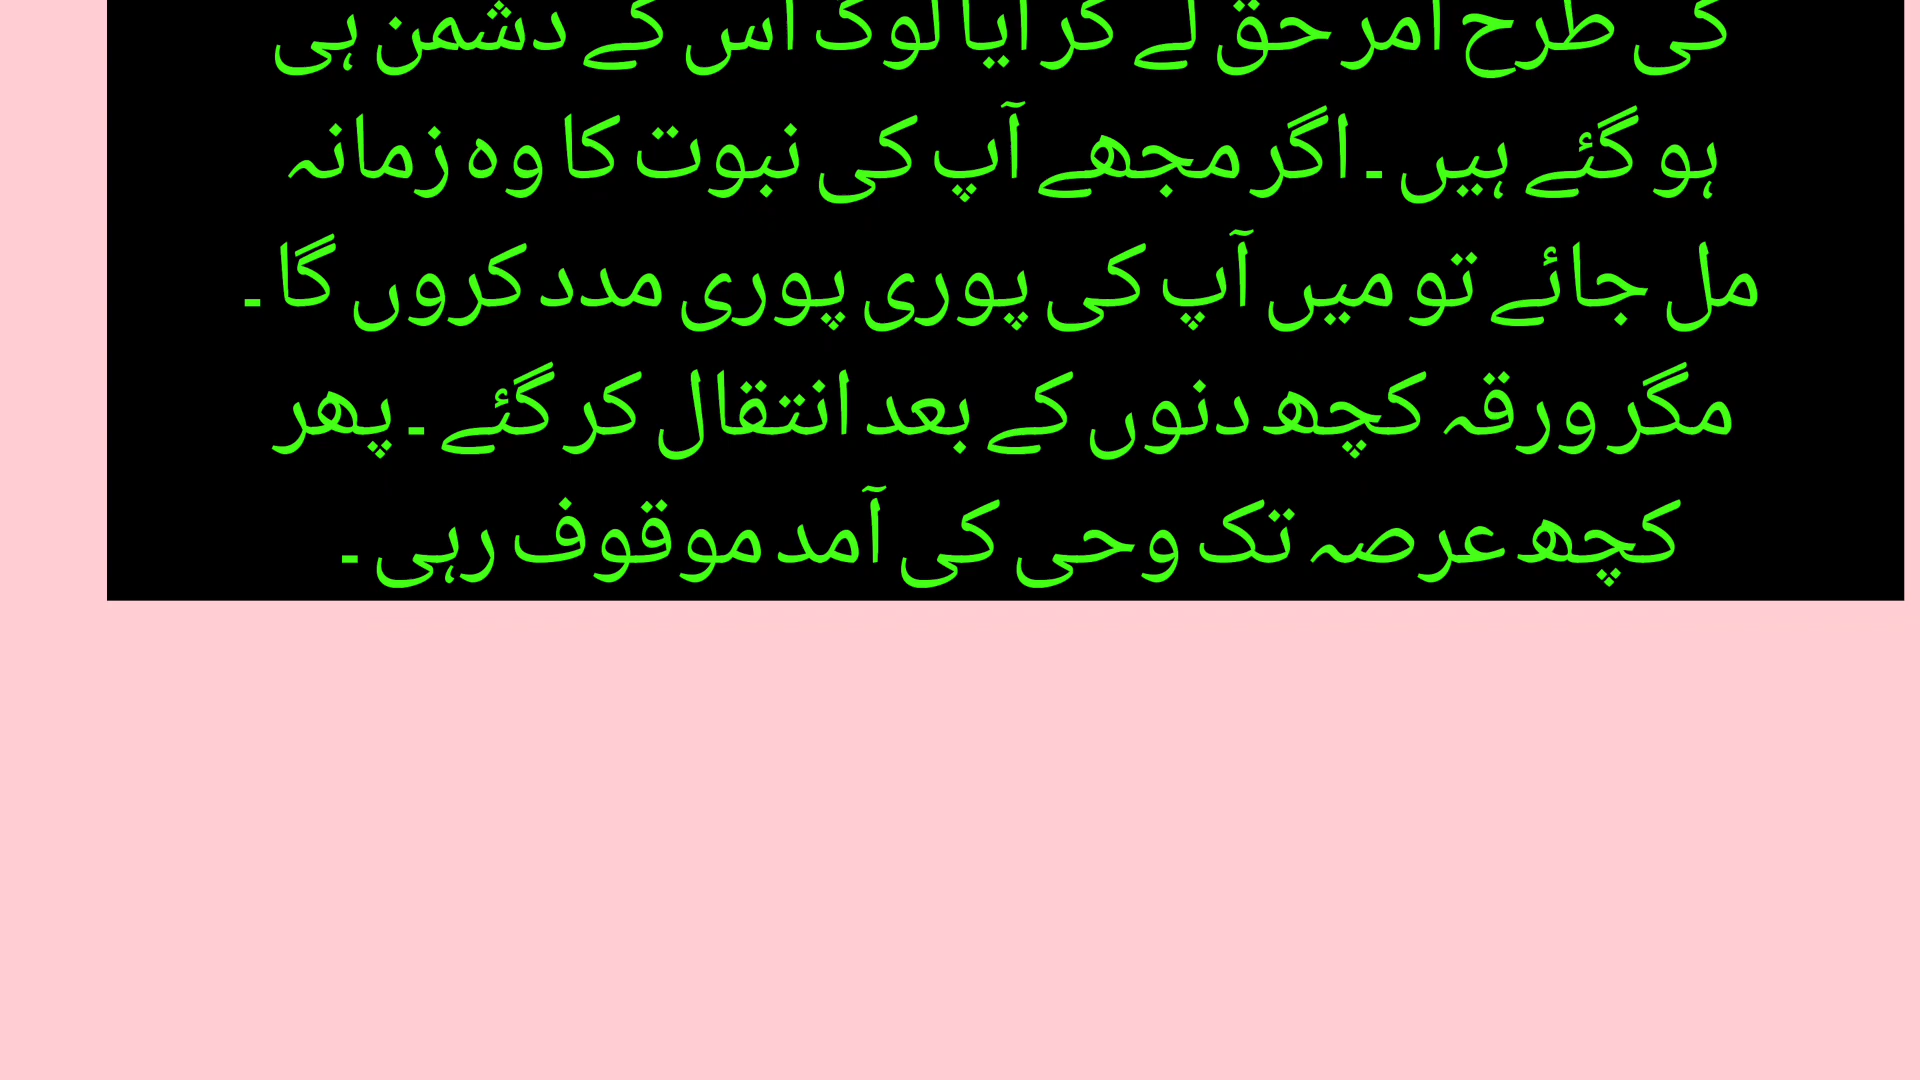 کی طرح امر حق لے کر آیا لوگ اس کے دشمن ہی
ہو گئے ہیں۔ اگر مجھے آپ کی نبوت کا وہ زمانہ
مل جائے تو میں آپ کی پوری پوری مدد کروں گا۔
مگر ورقہ کچھ دنوں کے بعد انتقال کر گئے۔ پھر
کچھ عرصہ تک وحی کی آمد موقوف رہی۔